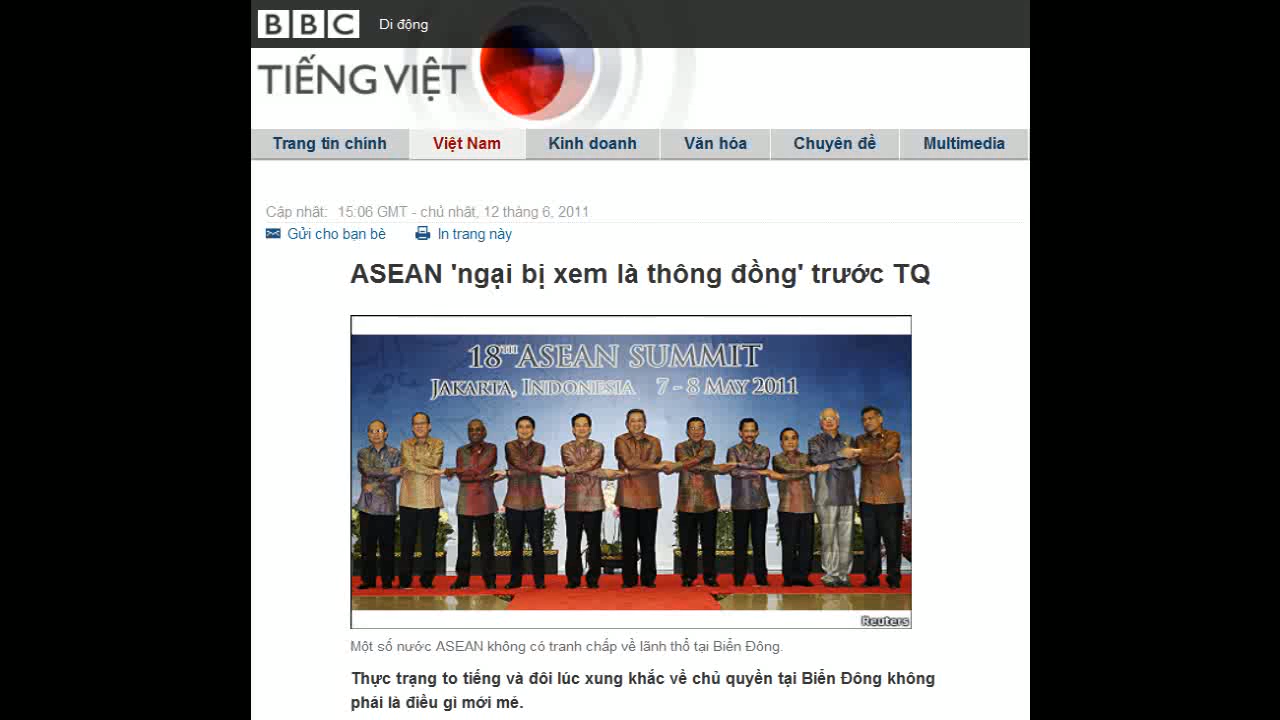 BBC Di động
TIẾNG VIỆT
Trang tin chính Việt Nam Kinh doanh Văn hóa Chuyên đề Multimedia
Cập nhật: 15:06 GMT - chủ nhật, 12 tháng 6, 2011
Gửi cho bạn bè In trang này
ASEAN 'ngại bị xem là thông đồng' trước TQ
18TH ASEAN SUMMIT
JAKARTA, INDONESIA 7 - 8 MAY 2011
Reuters
Một số nước ASEAN không có tranh chấp về lãnh thổ tại Biển Đông.
Thực trạng to tiếng và đôi lúc xung khắc về chủ quyền tại Biển Đông không
phải là điều gì mới mẻ.